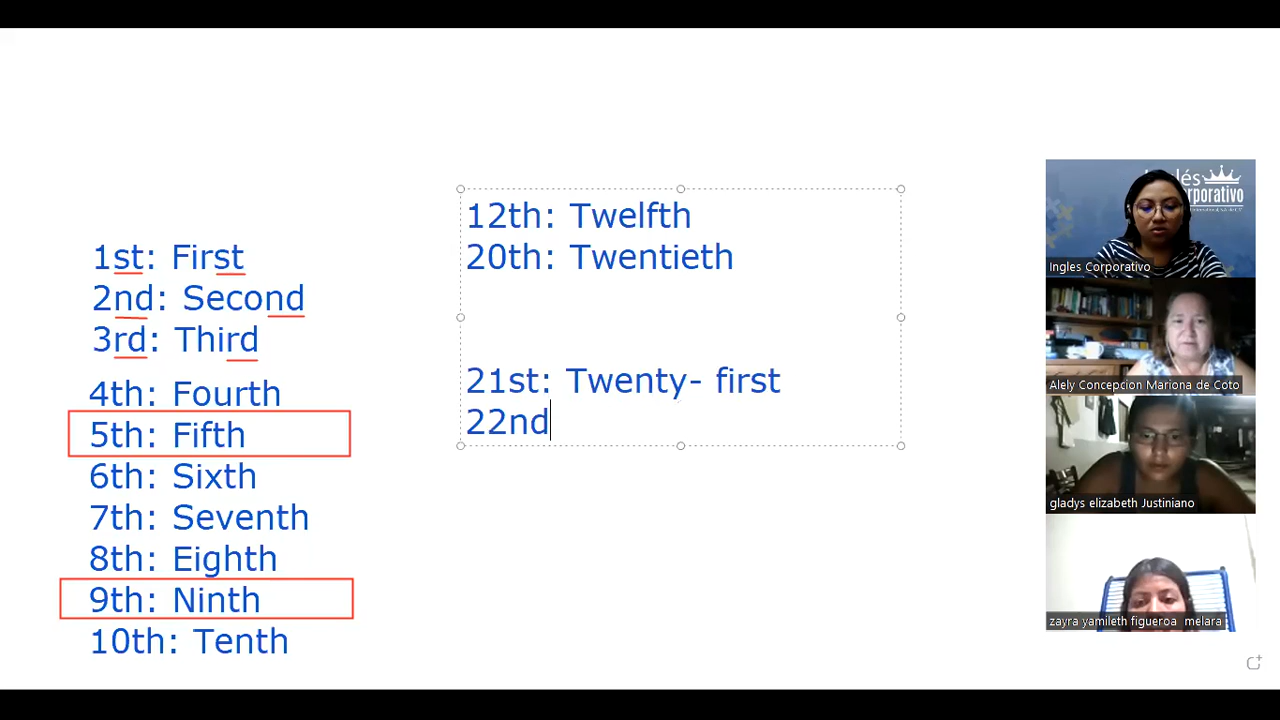 1st: First
2nd: Second
3rd: Third
4th: Fourth
5th: Fifth
6th: Sixth
7th: Seventh
8th: Eighth
9th: Ninth
10th: Tenth
12th: Twelfth
20th: Twentieth
21st: Twenty- first
22nd
Ingles Corporativo
Alely Concepcion Mariona de Coto
gladys elizabeth Justiniano
zayra yamileth figueroa melara